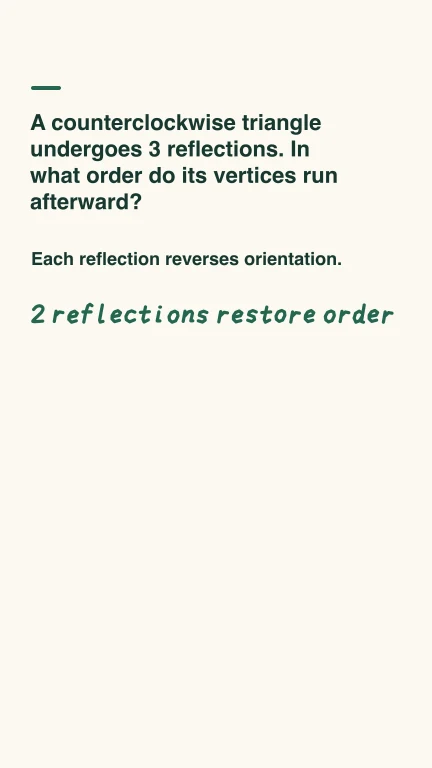 A counterclockwise triangle
undergoes 3 reflections. In
what order do its vertices run
afterward?
Each reflection reverses orientation.
2 reflections restore order